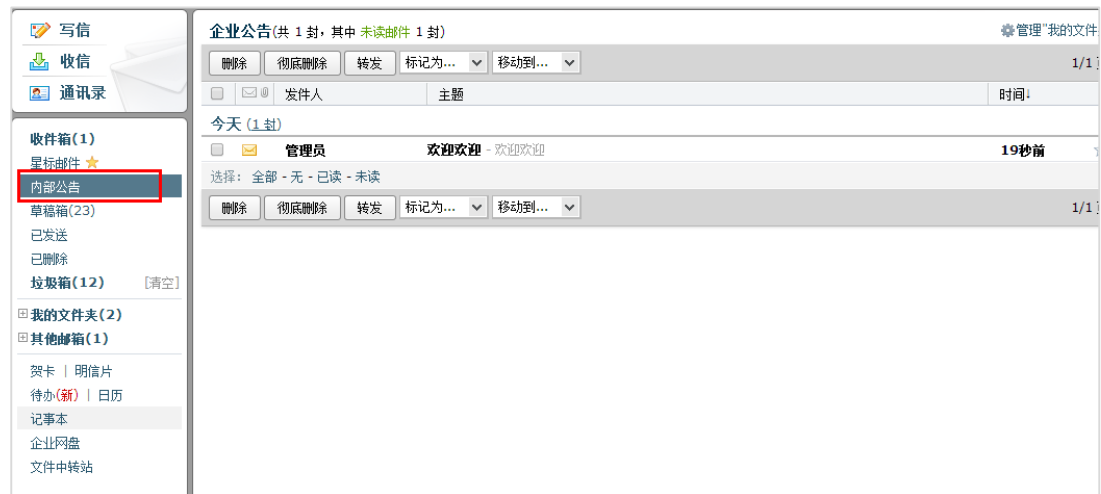 写信
收信
通讯录
收件箱(1)
星标邮件
内部公告
草稿箱(23)
已发送
已删除
垃圾箱(12) [清空]
我的文件夹(2)
其他邮箱(1)
贺卡 | 明信片
待办(新) | 日历
记事本
企业网盘
文件中转站
企业公告(共 1 封，其中 未读邮件 1 封) 管理"我的文件
删除 彻底删除 转发 标记为... 移动到... 1/1
发件人 主题 时间↓
今天 (1 封)
管理员 欢迎欢迎 - 欢迎欢迎 19秒前
选择: 全部 - 无 - 已读 - 未读
删除 彻底删除 转发 标记为... 移动到... 1/1